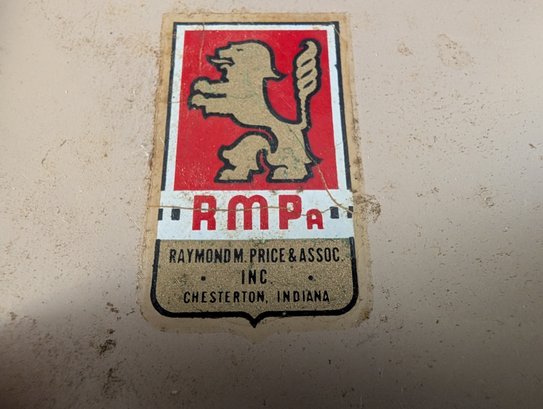 RMPA
RAYMOND M. PRICE & ASSOC.
· INC. ·
CHESTERTON, INDIANA